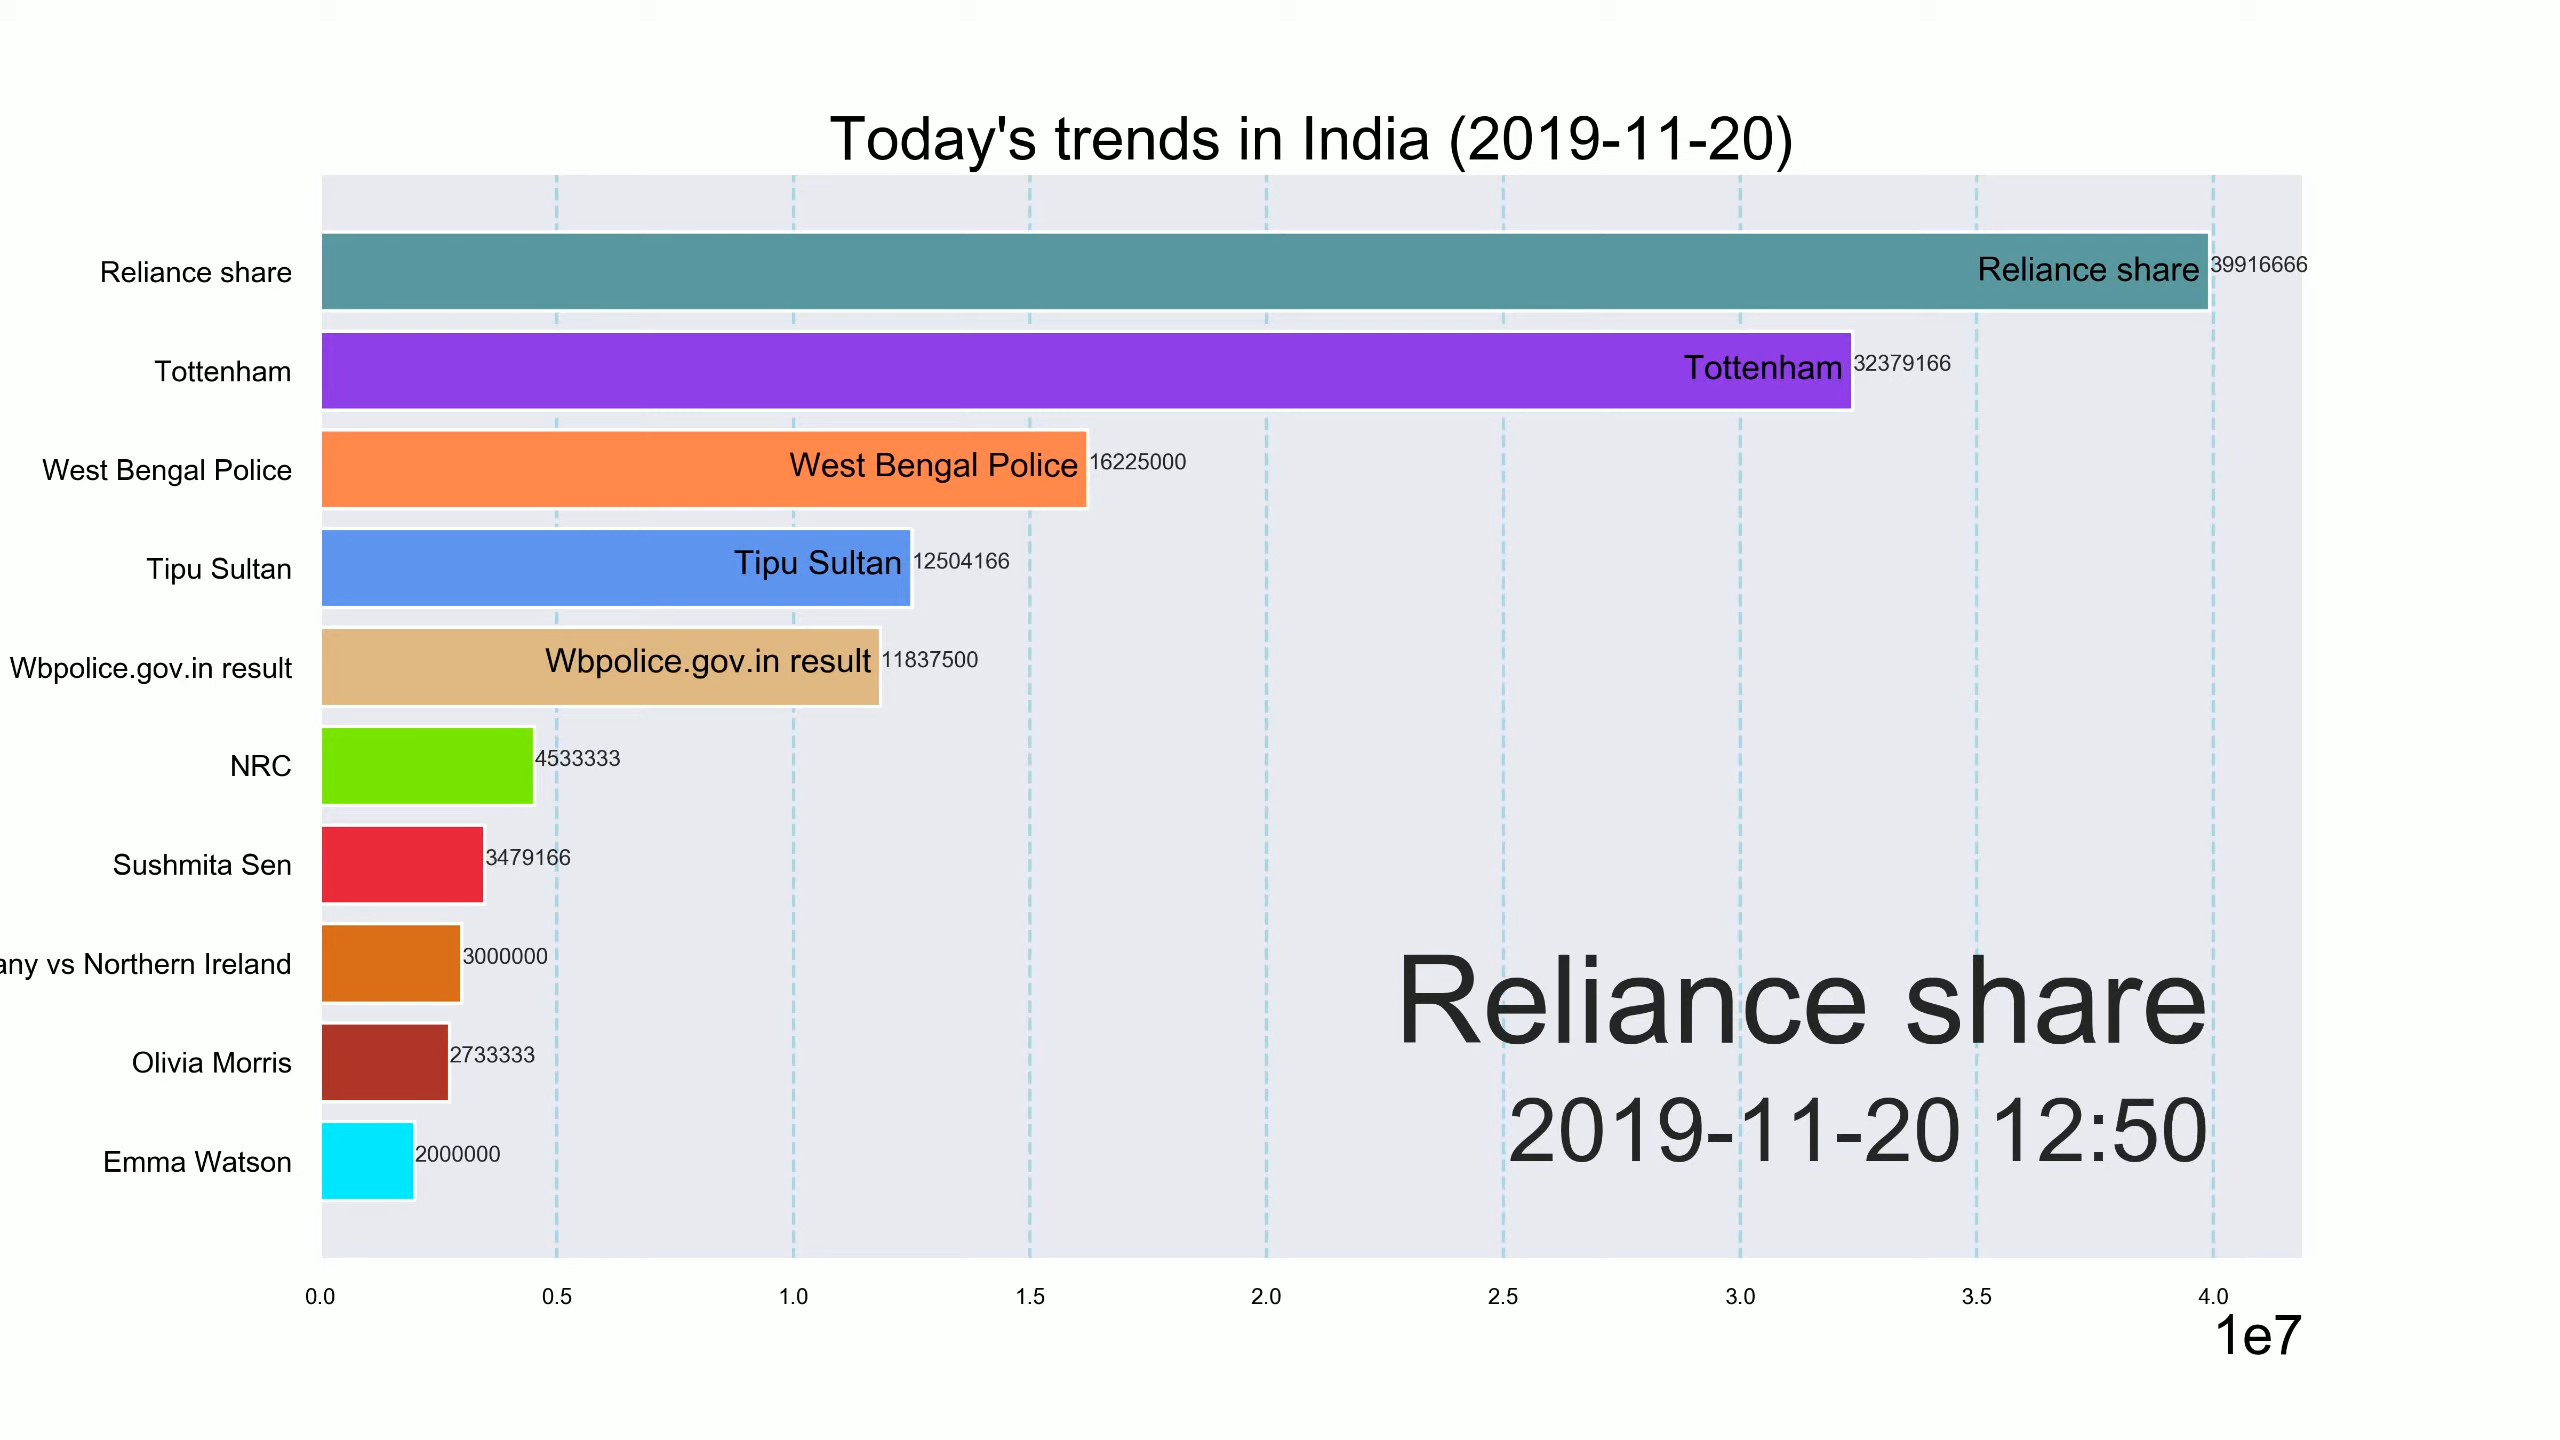 Today's trends in India (2019-11-20)
Reliance share Reliance share 39916666
Tottenham Tottenham 32379166
West Bengal Police West Bengal Police 16225000
Tipu Sultan Tipu Sultan 12504166
Wbpolice.gov.in result Wbpolice.gov.in result 11837500
NRC 4533333
Sushmita Sen 3479166
vs Northern Ireland 3000000
Olivia Morris 2733333
Emma Watson 2000000
Reliance share
2019-11-20 12:50
0.0 0.5 1.0 1.5 2.0 2.5 3.0 3.5 4.0
1e7